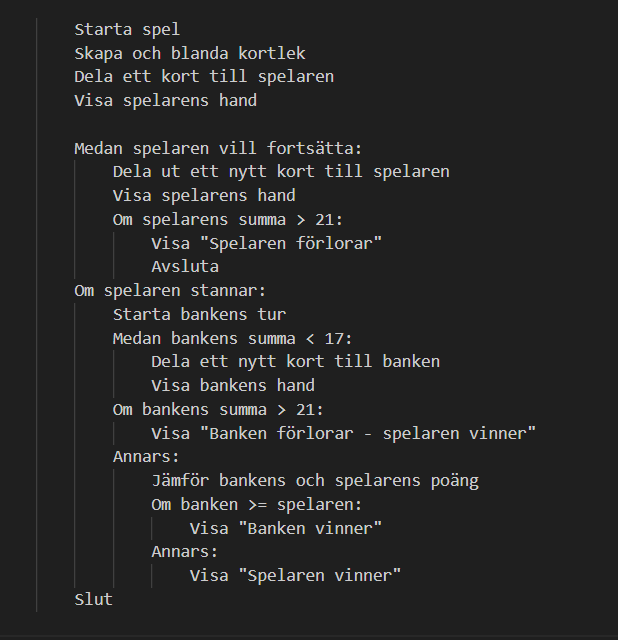 Starta spel
Skapa och blanda kortlek
Dela ett kort till spelaren
Visa spelarens hand

Medan spelaren vill fortsätta:
    Dela ut ett nytt kort till spelaren
    Visa spelarens hand
    Om spelarens summa > 21:
        Visa "Spelaren förlorar"
        Avsluta
Om spelaren stannar:
    Starta bankens tur
    Medan bankens summa < 17:
        Dela ett nytt kort till banken
        Visa bankens hand
    Om bankens summa > 21:
        Visa "Banken förlorar - spelaren vinner"
    Annars:
        Jämför bankens och spelarens poäng
        Om banken >= spelaren:
            Visa "Banken vinner"
        Annars:
            Visa "Spelaren vinner"
Slut